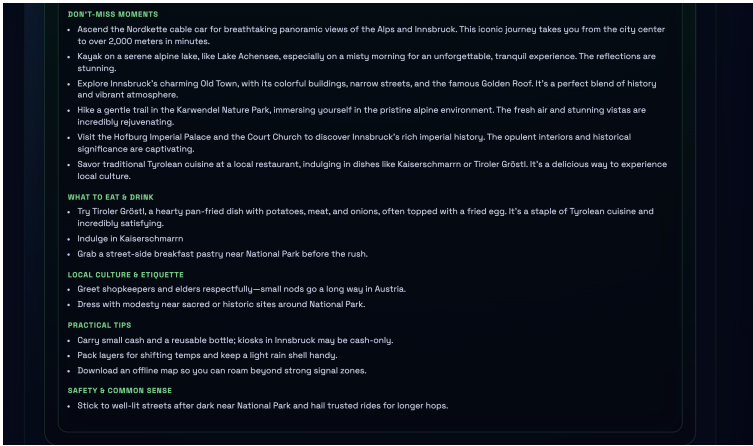 DON'T-MISS MOMENTS
• Ascend the Nordkette cable car for breathtaking panoramic views of the Alps and Innsbruck. This iconic journey takes you from the city center
to over 2,000 meters in minutes.
• Kayak on a serene alpine lake, like Lake Achensee, especially on a misty morning for an unforgettable, tranquil experience. The reflections are
stunning.
• Explore Innsbruck's charming Old Town, with its colorful buildings, narrow streets, and the famous Golden Roof. It's a perfect blend of history
and vibrant atmosphere.
• Hike a gentle trail in the Karwendel Nature Park, immersing yourself in the pristine alpine environment. The fresh air and stunning vistas are
incredibly rejuvenating.
• Visit the Hofburg Imperial Palace and the Court Church to discover Innsbruck's rich imperial history. The opulent interiors and historical
significance are captivating.
• Savor traditional Tyrolean cuisine at a local restaurant, indulging in dishes like Kaiserschmarrn or Tiroler Gröstl. It's a delicious way to experience
local culture.
WHAT TO EAT & DRINK
• Try Tiroler Gröstl, a hearty pan-fried dish with potatoes, meat, and onions, often topped with a fried egg. It's a staple of Tyrolean cuisine and
incredibly satisfying.
• Indulge in Kaiserschmarrn
• Grab a street-side breakfast pastry near National Park before the rush.
LOCAL CULTURE & ETIQUETTE
• Greet shopkeepers and elders respectfully—small nods go a long way in Austria.
• Dress with modesty near sacred or historic sites around National Park.
PRACTICAL TIPS
• Carry small cash and a reusable bottle; kiosks in Innsbruck may be cash-only.
• Pack layers for shifting temps and keep a light rain shell handy.
• Download an offline map so you can roam beyond strong signal zones.
SAFETY & COMMON SENSE
• Stick to well-lit streets after dark near National Park and hail trusted rides for longer hops.